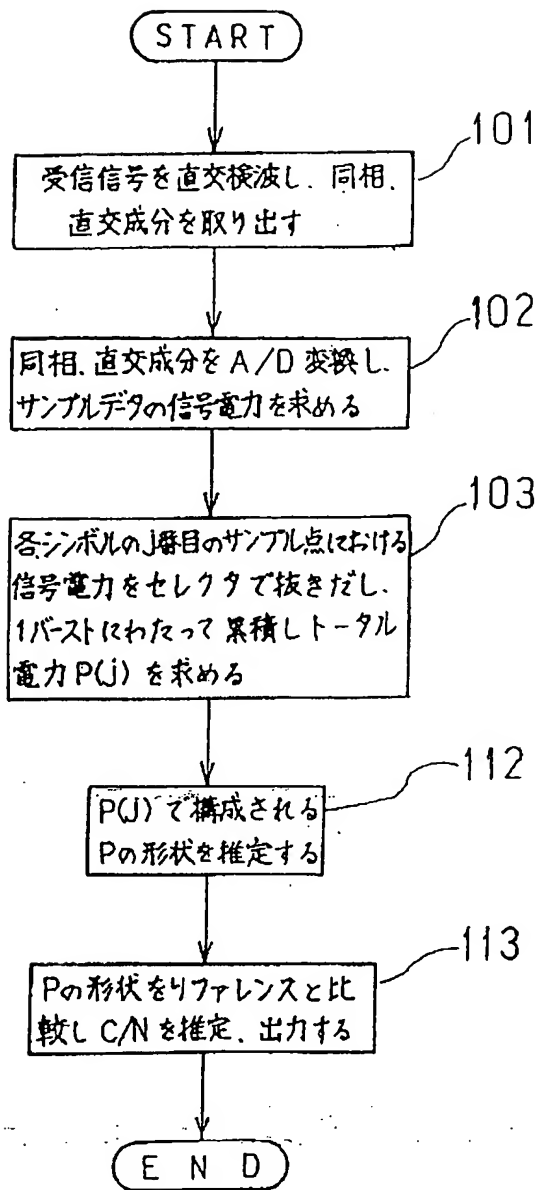 START
101
受信信号を直交検波し、同相、
直交成分を取り出す
102
同相、直交成分をA/D変換し、
サンプルデータの信号電力を求める
103
各シンボルのj番目のサンプル点における
信号電力をセレクタで抜きだし、
1バーストにわたって累積しトータル
電力P(j)を求める
112
P(j)で構成される
Pの形状を推定する
113
Pの形状をリファレンスと比
較しC/Nを推定、出力する
END